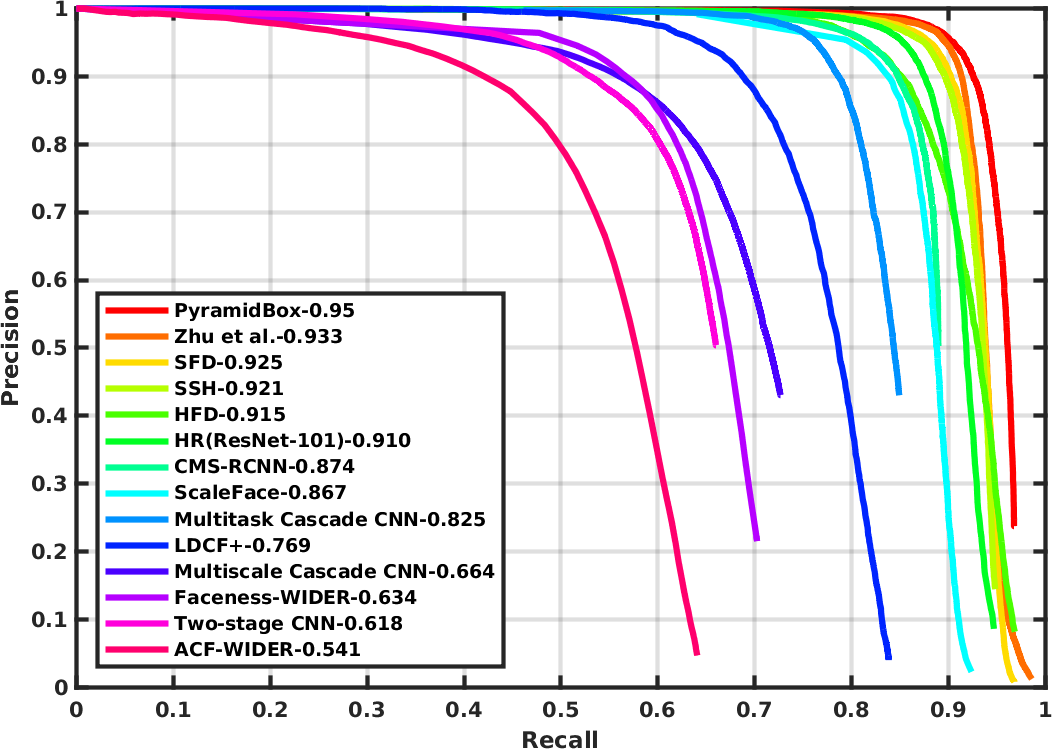 1
0.9
0.8
0.7
0.6
0.5
0.4
0.3
0.2
0.1
0
Precision
PyramidBox-0.95
Zhu et al.-0.933
SFD-0.925
SSH-0.921
HFD-0.915
HR(ResNet-101)-0.910
CMS-RCNN-0.874
ScaleFace-0.867
Multitask Cascade CNN-0.825
LDCF+-0.769
Multiscale Cascade CNN-0.664
Faceness-WIDER-0.634
Two-stage CNN-0.618
ACF-WIDER-0.541
0 0.1 0.2 0.3 0.4 0.5 0.6 0.7 0.8 0.9 1
Recall